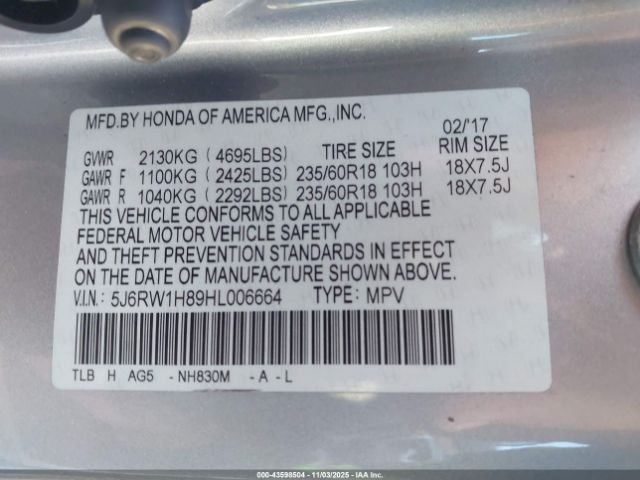 MFD.BY HONDA OF AMERICA MFG.,INC. 02/'17
GVWR 2130KG ( 4695LBS) TIRE SIZE RIM SIZE
GAWR F 1100KG ( 2425LBS) 235/60R18 103H 18X7.5J
GAWR R 1040KG ( 2292LBS) 235/60R18 103H 18X7.5J
THIS VEHICLE CONFORMS TO ALL APPLICABLE
FEDERAL MOTOR VEHICLE SAFETY
AND THEFT PREVENTION STANDARDS IN EFFECT
ON THE DATE OF MANUFACTURE SHOWN ABOVE.
V.I.N.: 5J6RW1H89HL006664 TYPE: MPV
TLB H AG5 - NH830M - A - L
000-43598504 - 11/03/2025 - IAAI.COM